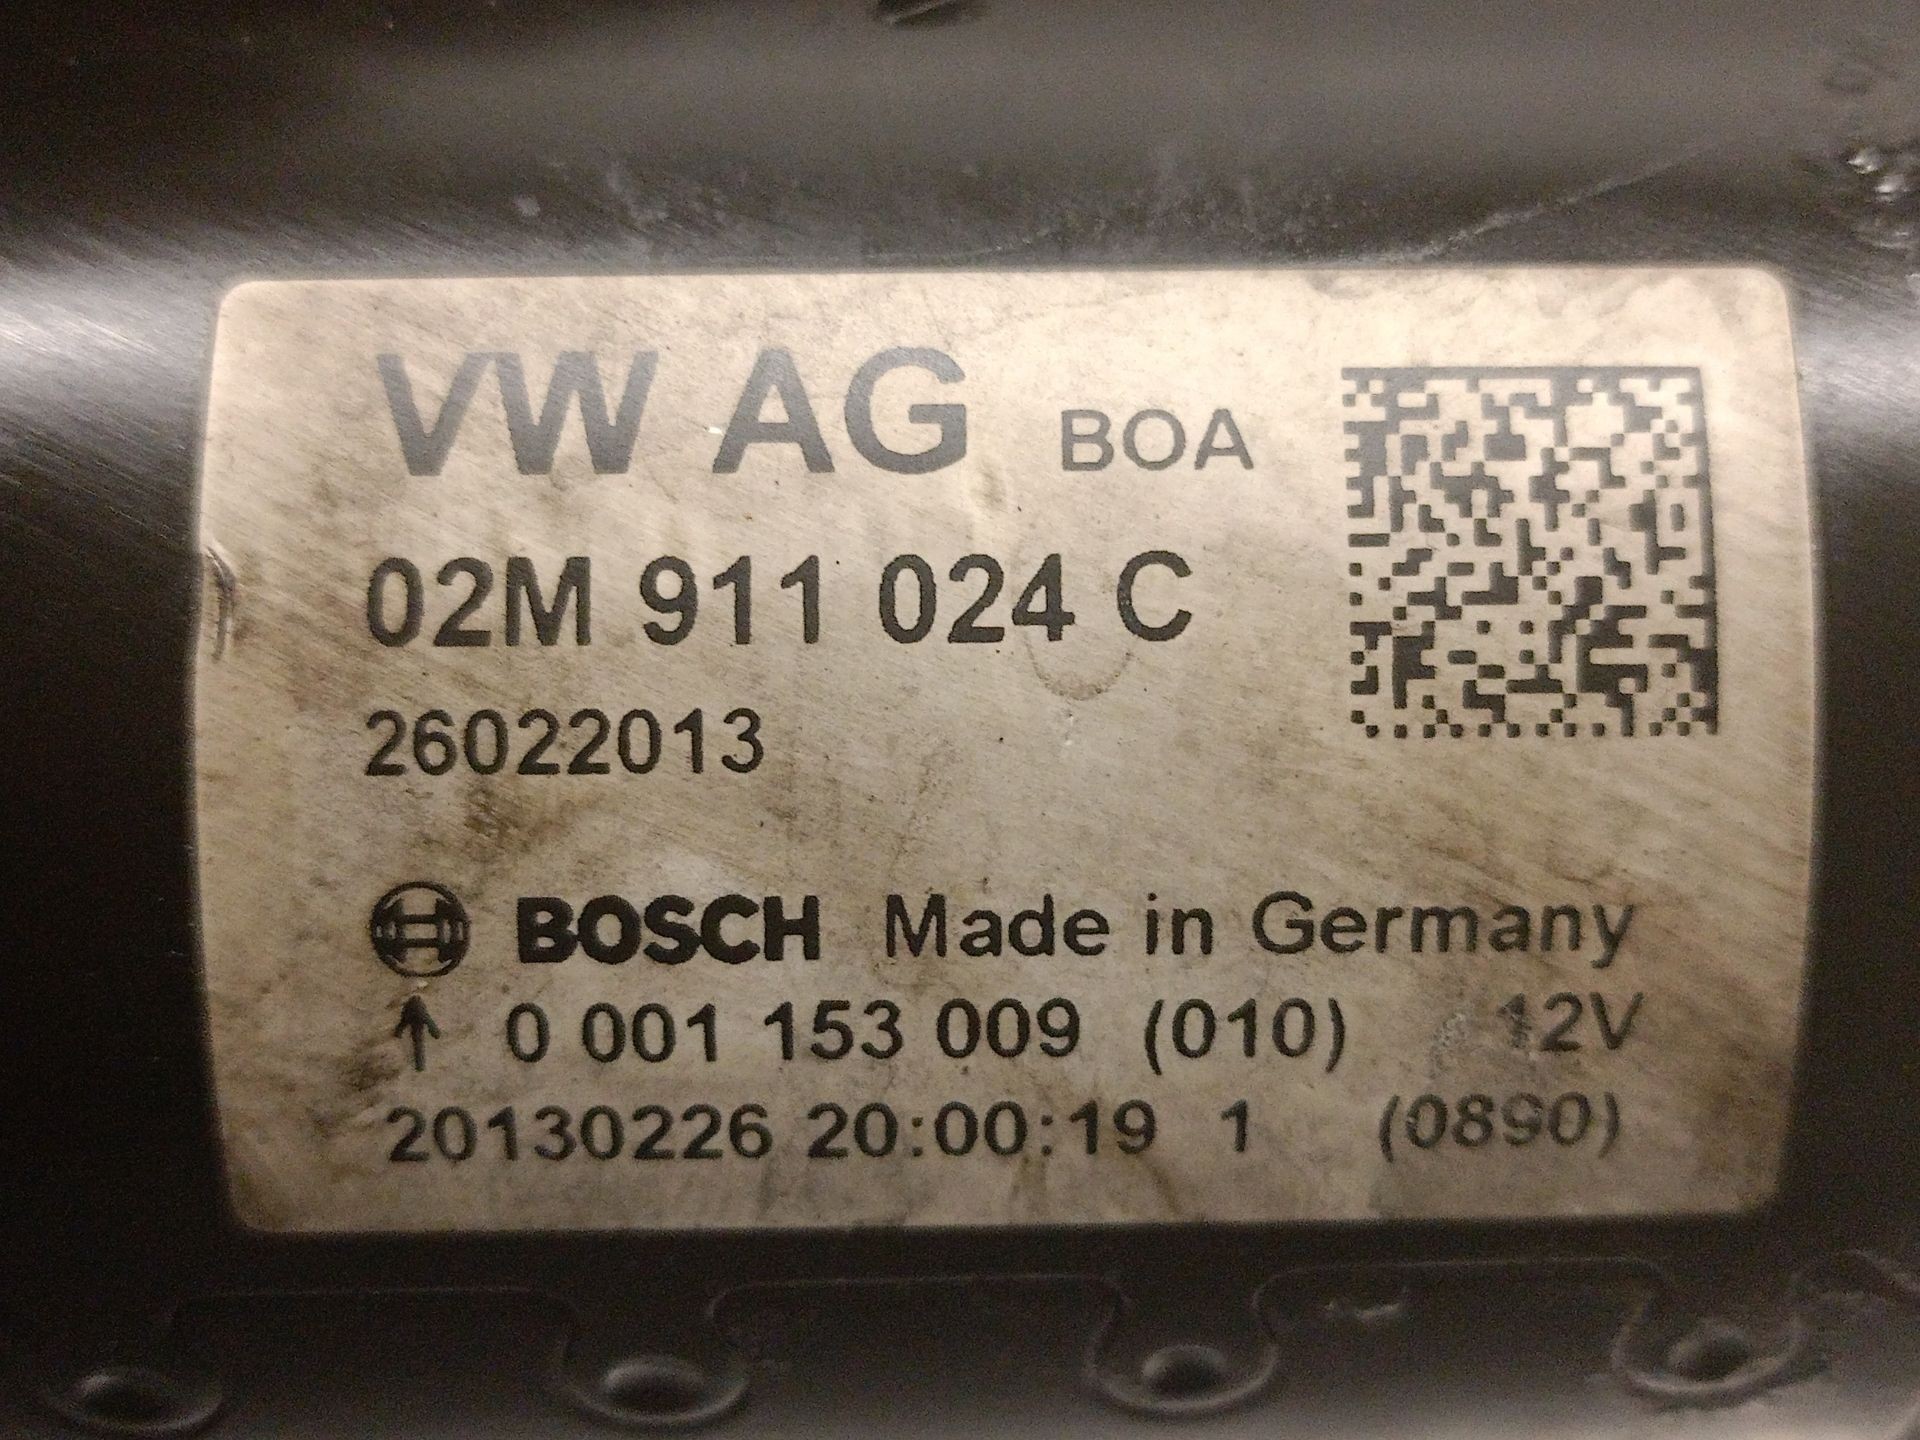 VW AG BOA
02M 911 024 C
26022013
BOSCH Made in Germany
↑ 0 001 153 009 (010) 12V
20130226 20:00:19 1 (0890)